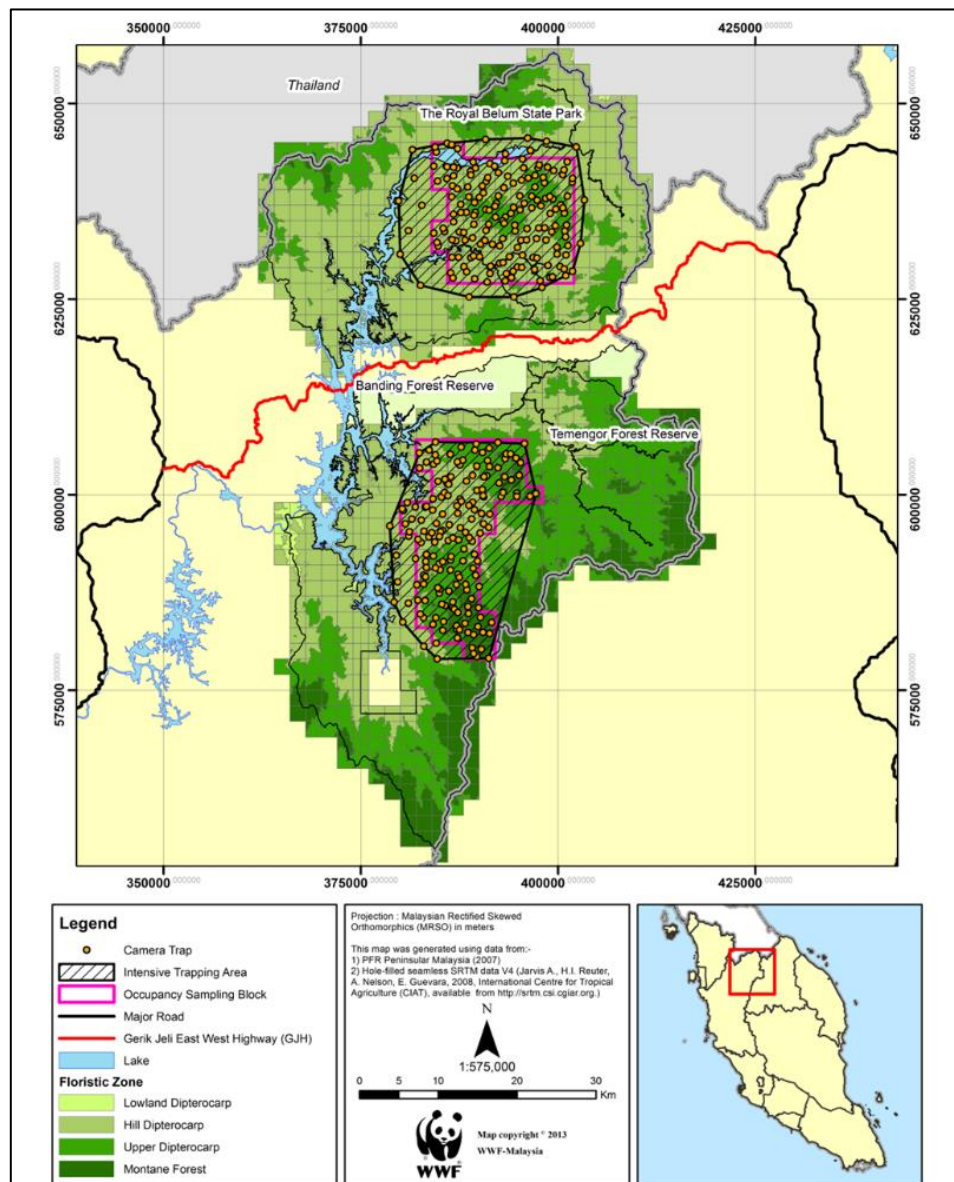 350000.000000 375000.000000 400000.000000 425000.000000
Thailand
650000.000000 650000.000000
The Royal Belum State Park
625000.000000 625000.000000
Banding Forest Reserve
Temengor Forest Reserve
600000.000000 600000.000000
575000.000000 575000.000000
350000.000000 375000.000000 400000.000000 425000.000000
Legend
Camera Trap
Intensive Trapping Area
Occupancy Sampling Block
Major Road
Gerik Jeli East West Highway (GJH)
Lake
Floristic Zone
Lowland Dipterocarp
Hill Dipterocarp
Upper Dipterocarp
Montane Forest
Projection : Malaysian Rectified Skewed
Orthomorphics (MRSO) in meters
This map was generated using data from:-
1) PFR Peninsular Malaysia (2007)
2) Hole-filled seamless SRTM data V4 (Jarvis A., H.I. Reuter,
A. Nelson, E. Guevara, 2008, International Centre for Tropical
Agriculture (CIAT), available from http://srtm.csi.cgiar.org.)
N
1:575,000
0 5 10 20 30
Km
WWF
Map copyright © 2013
WWF-Malaysia